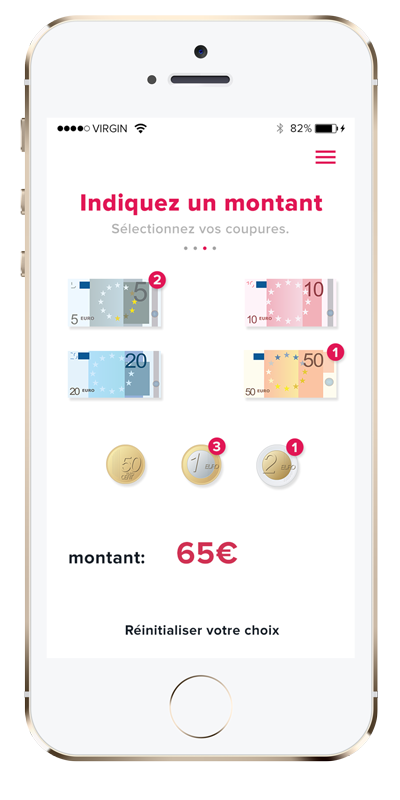 VIRGIN
82%
Indiquez un montant
Sélectionnez vos coupures.
2
5
5 EURO
10
10 EURO
20
20 EURO
1
50
50 EURO
50
CENT
3
1 EURO
1
2 EURO
montant: 65€
Réinitialiser votre choix